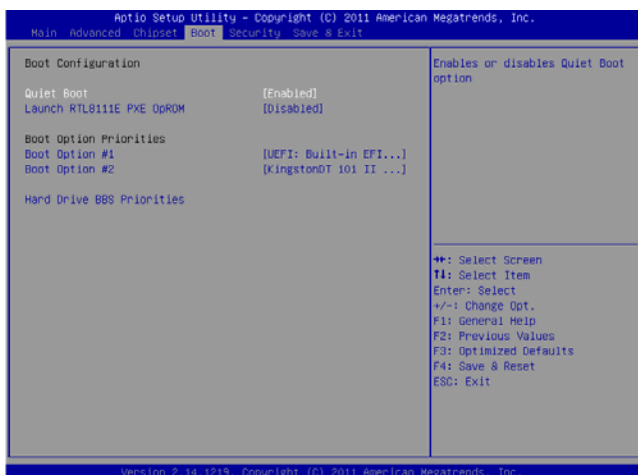 Aptio Setup Utility – Copyright (C) 2011 American Megatrends, Inc.
Main Advanced Chipset Boot Security Save & Exit
Boot Configuration
Quiet Boot [Enabled]
Launch RTL8111E PXE OpROM [Disabled]
Boot Option Priorities
Boot Option #1 [UEFI: Built-in EFI...]
Boot Option #2 [KingstonDT 101 II ...]
Hard Drive BBS Priorities
Enables or disables Quiet Boot
option
→←: Select Screen
↑↓: Select Item
Enter: Select
+/-: Change Opt.
F1: General Help
F2: Previous Values
F3: Optimized Defaults
F4: Save & Reset
ESC: Exit
Version 2.14.1219. Copyright (C) 2011 American Megatrends, Inc.